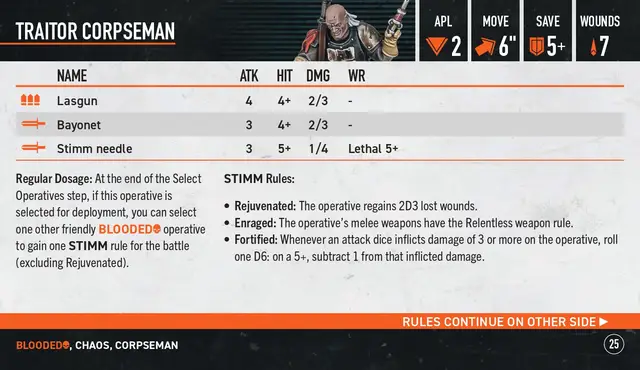 TRAITOR CORPSEMAN
APL MOVE SAVE WOUNDS
2 6" 5+ 7
NAME ATK HIT DMG WR
Lasgun 4 4+ 2/3 -
Bayonet 3 4+ 2/3 -
Stimm needle 3 5+ 1/4 Lethal 5+
Regular Dosage: At the end of the Select
Operatives step, if this operative is
selected for deployment, you can select
one other friendly BLOODED operative
to gain one STIMM rule for the battle
(excluding Rejuvenated).
STIMM Rules:
• Rejuvenated: The operative regains 2D3 lost wounds.
• Enraged: The operative's melee weapons have the Relentless weapon rule.
• Fortified: Whenever an attack dice inflicts damage of 3 or more on the operative, roll
one D6: on a 5+, subtract 1 from that inflicted damage.
RULES CONTINUE ON OTHER SIDE ▶
BLOODED, CHAOS, CORPSEMAN
25